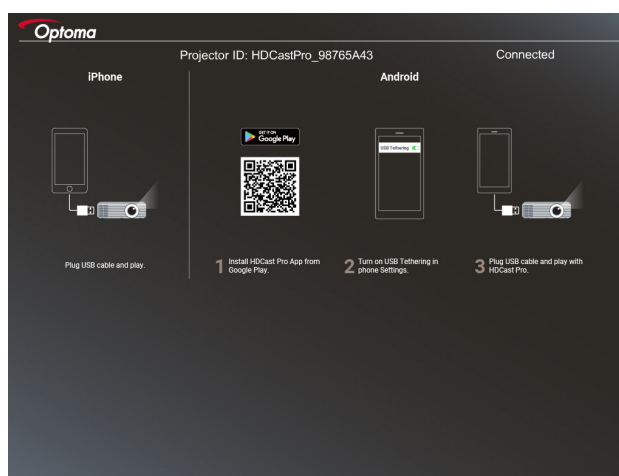 Optoma
Projector ID: HDCastPro_98765A43
Connected
iPhone
Android
GET IT ON
Google Play
USB Tethering
Plug USB cable and play.
1 Install HDCast Pro App from
Google Play.
2 Turn on USB Tethering in
phone Settings.
3 Plug USB cable and play with
HDCast Pro.